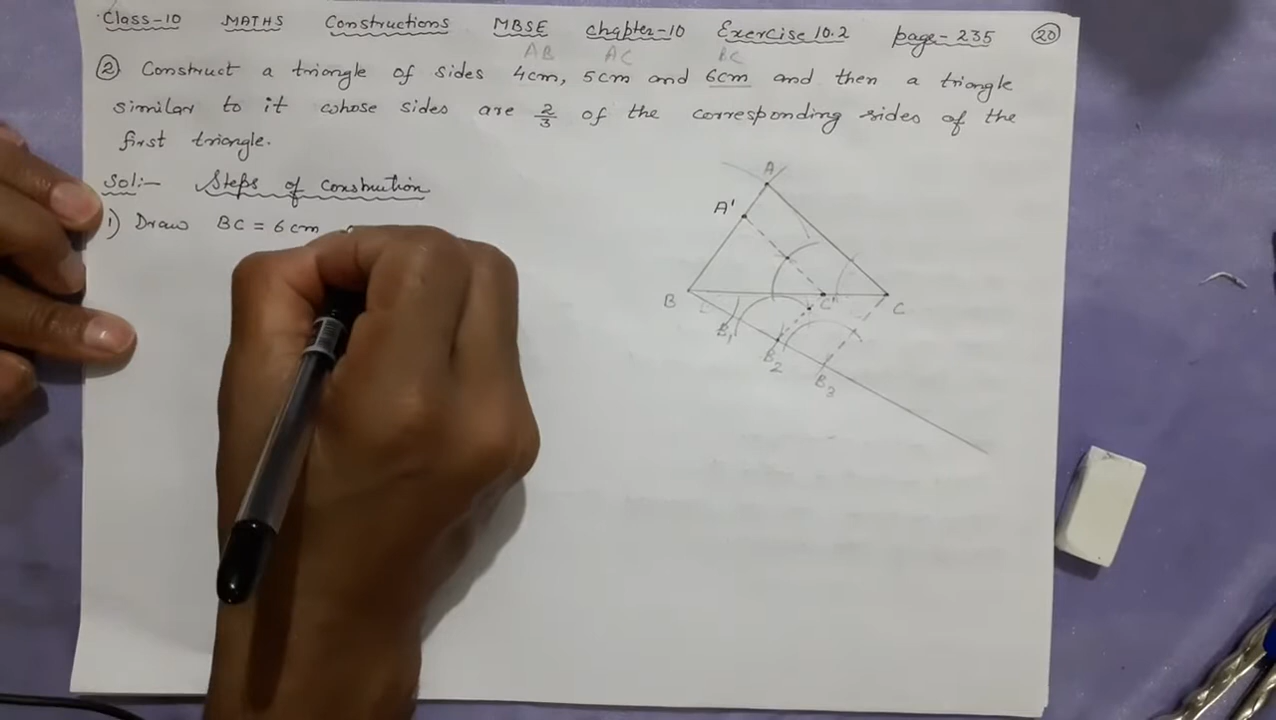 Class-10 MATHS Constructions MBSE chapter-10 Exercise 10.2 page-235 20
AB AC BC
2 Construct a triangle of sides 4cm, 5cm and 6cm and then a triangle
similar to it whose sides are 2/3 of the corresponding sides of the
first triangle.
Sol:- Steps of Construction
1) Draw BC = 6cm
A
A'
B
C'
C
B1
B2
B3